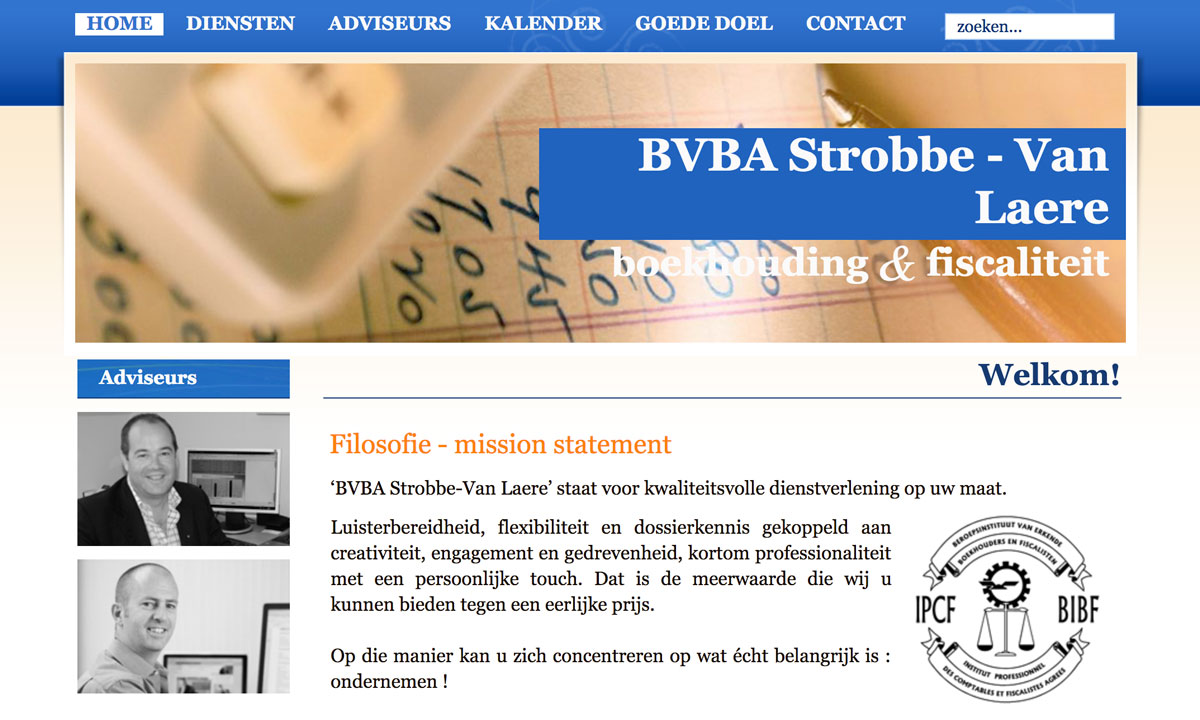 HOME DIENSTEN ADVISEURS KALENDER GOEDE DOEL CONTACT zoeken...
BVBA Strobbe - Van
Laere
boekhouding & fiscaliteit
Adviseurs
Welkom!
Filosofie - mission statement
‘BVBA Strobbe-Van Laere’ staat voor kwaliteitsvolle dienstverlening op uw maat.
Luisterbereidheid, flexibiliteit en dossierkennis gekoppeld aan
creativiteit, engagement en gedrevenheid, kortom professionaliteit
met een persoonlijke touch. Dat is de meerwaarde die wij u
kunnen bieden tegen een eerlijke prijs.
Op die manier kan u zich concentreren op wat écht belangrijk is :
ondernemen !
BEROEPSINSTITUUT VAN ERKENDE
BOEKHOUDERS EN FISCALISTEN
IPCF BIBF
INSTITUT PROFESSIONNEL
DES COMPTABLES ET FISCALISTES AGRÉÉS